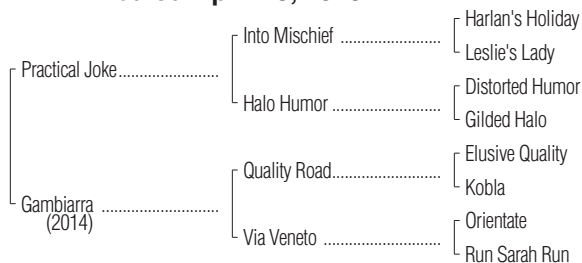 Harlan's Holiday
Into Mischief
Leslie's Lady
Practical Joke
Distorted Humor
Halo Humor
Gilded Halo
Elusive Quality
Quality Road
Kobla
Gambiarra
(2014)
Orientate
Via Veneto
Run Sarah Run